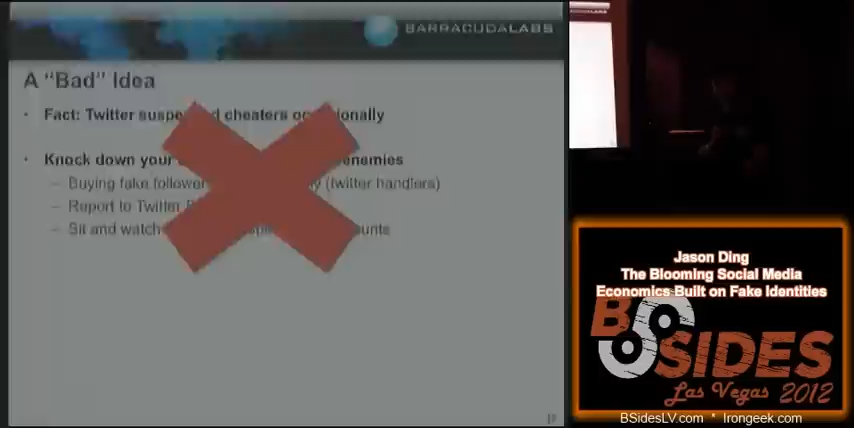 BARRACUDALABS
A “Bad” Idea
• Fact: Twitter suspe d cheaters oc ionally
• Knock down your enemies
– Buying fake follower y (twitter handlers)
– Report to Twitter
– Sit and watch unts
Jason Ding
The Blooming Social Media
Economics Built on Fake Identities
BSIDES
Las Vegas 2012
BSidesLV.com * Irongeek.com